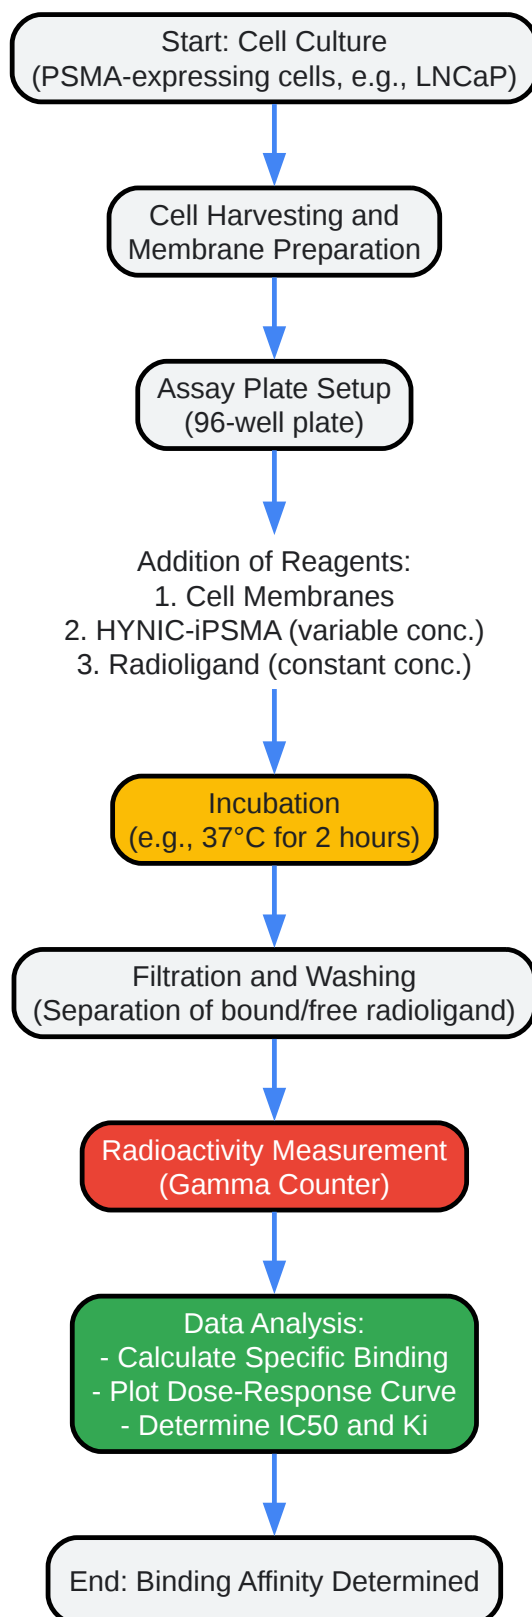 Start: Cell Culture
(PSMA-expressing cells, e.g., LNCaP)
Cell Harvesting and
Membrane Preparation
Assay Plate Setup
(96-well plate)
Addition of Reagents:
1. Cell Membranes
2. HYNIC-iPSMA (variable conc.)
3. Radioligand (constant conc.)
Incubation
(e.g., 37°C for 2 hours)
Filtration and Washing
(Separation of bound/free radioligand)
Radioactivity Measurement
(Gamma Counter)
Data Analysis:
- Calculate Specific Binding
- Plot Dose-Response Curve
- Determine IC50 and Ki
End: Binding Affinity Determined